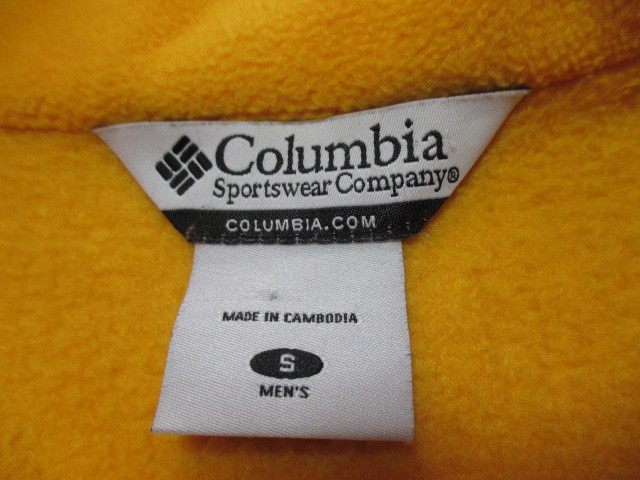 Columbia
Sportswear Company®
COLUMBIA.COM
MADE IN CAMBODIA
S
MEN'S